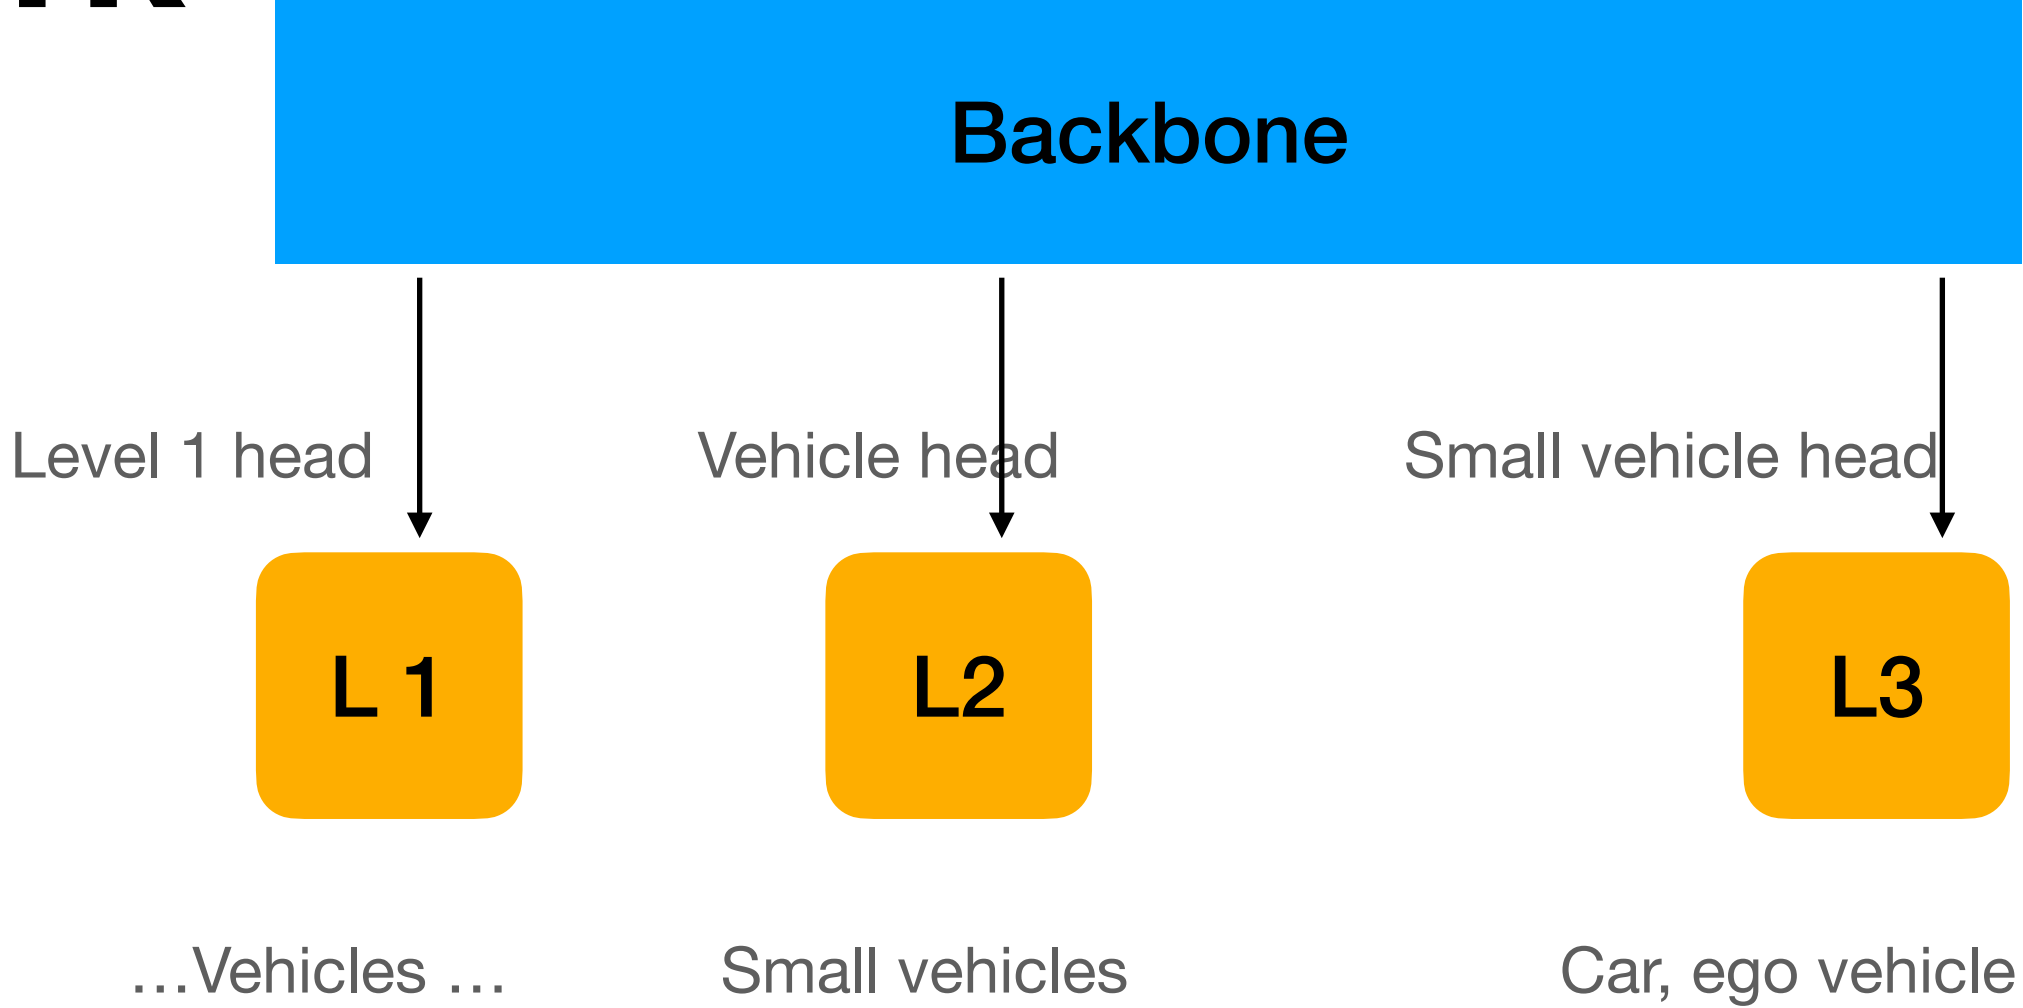 Backbone
Level 1 head
Vehicle head
Small vehicle head
L 1
L2
L3
...Vehicles ...
Small vehicles
Car, ego vehicle